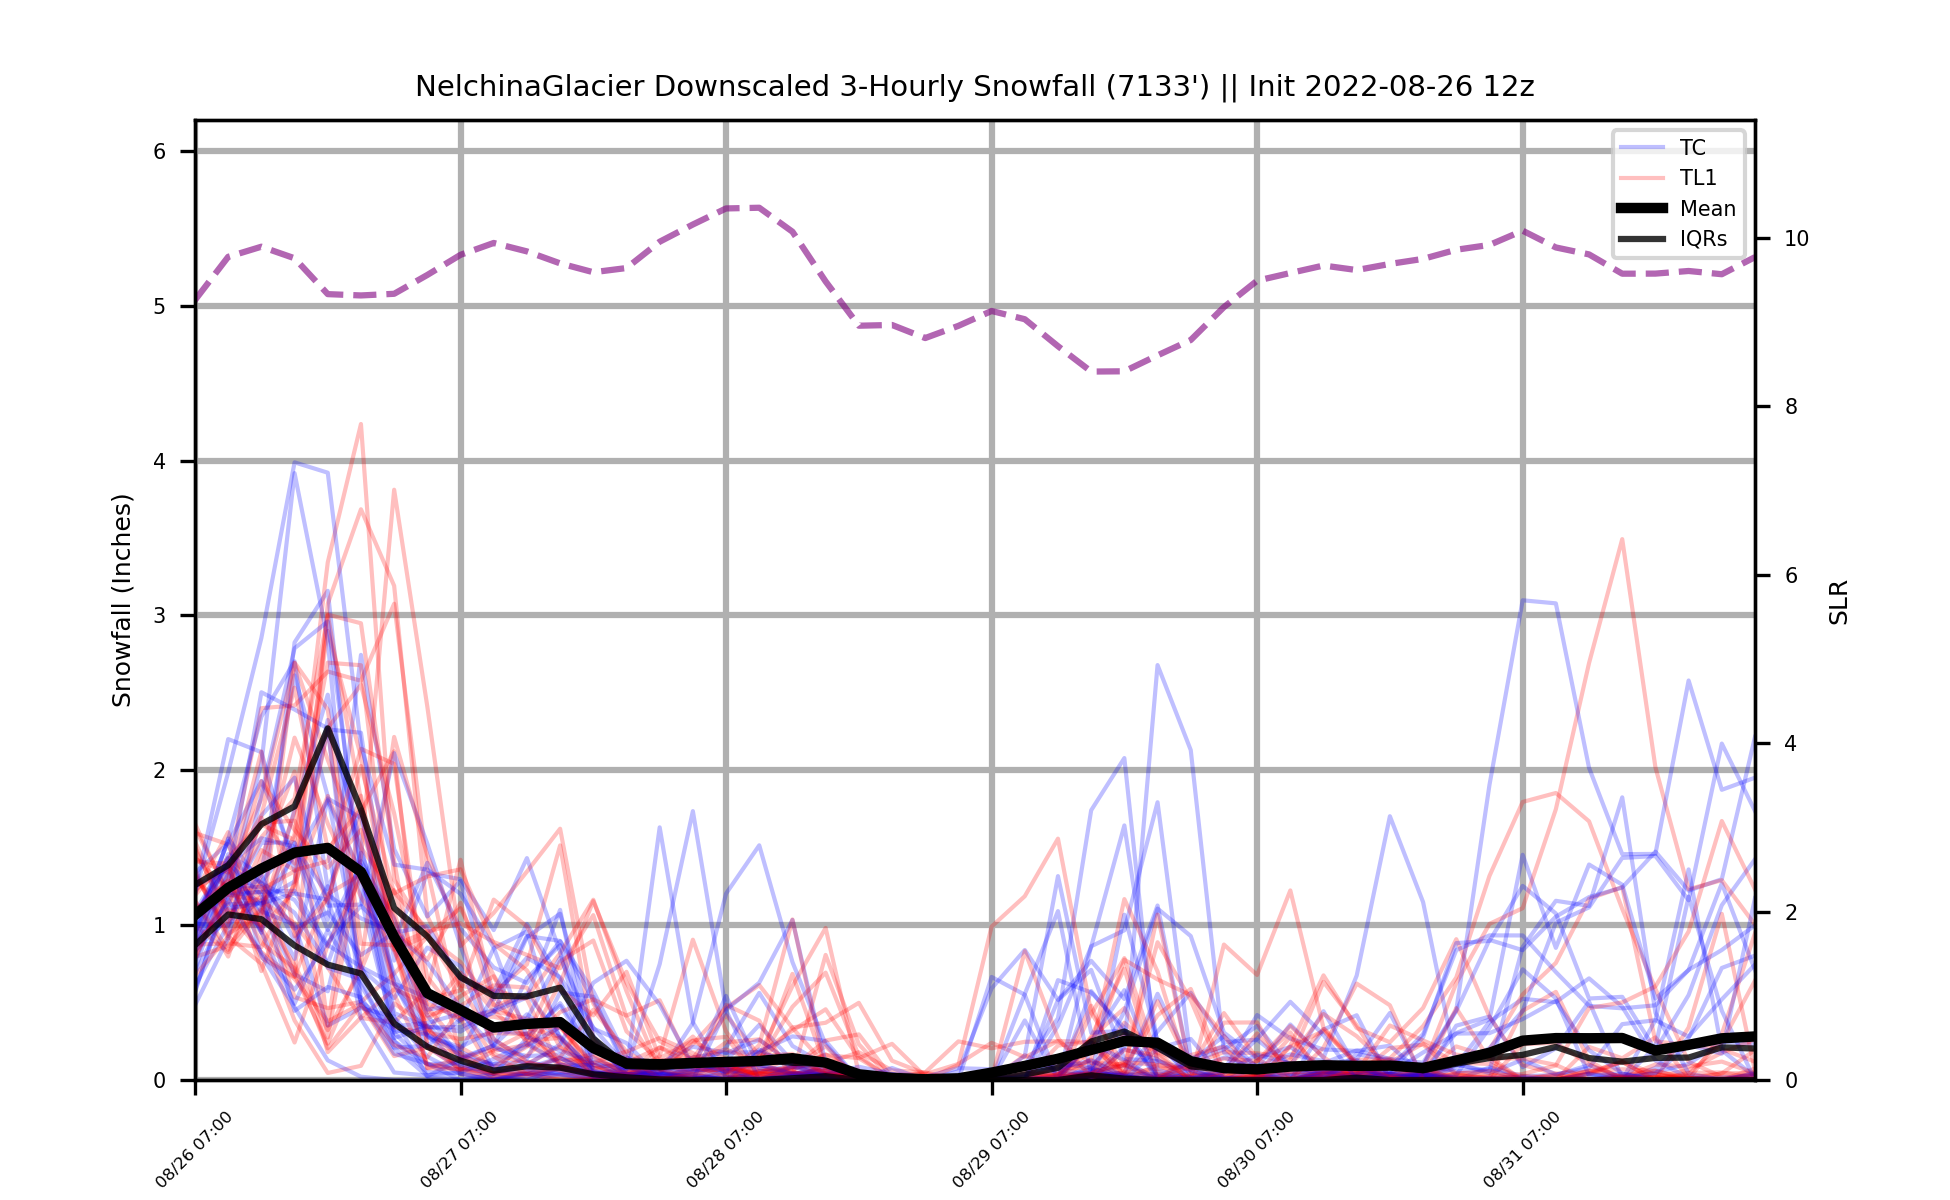 NelchinaGlacier Downscaled 3-Hourly Snowfall (7133') || Init 2022-08-26 12z
TC
TL1
Mean
IQRs
Snowfall (Inches)
6
5
4
3
2
1
0
SLR
10
8
6
4
2
0
08/26 07:00
08/27 07:00
08/28 07:00
08/29 07:00
08/30 07:00
08/31 07:00